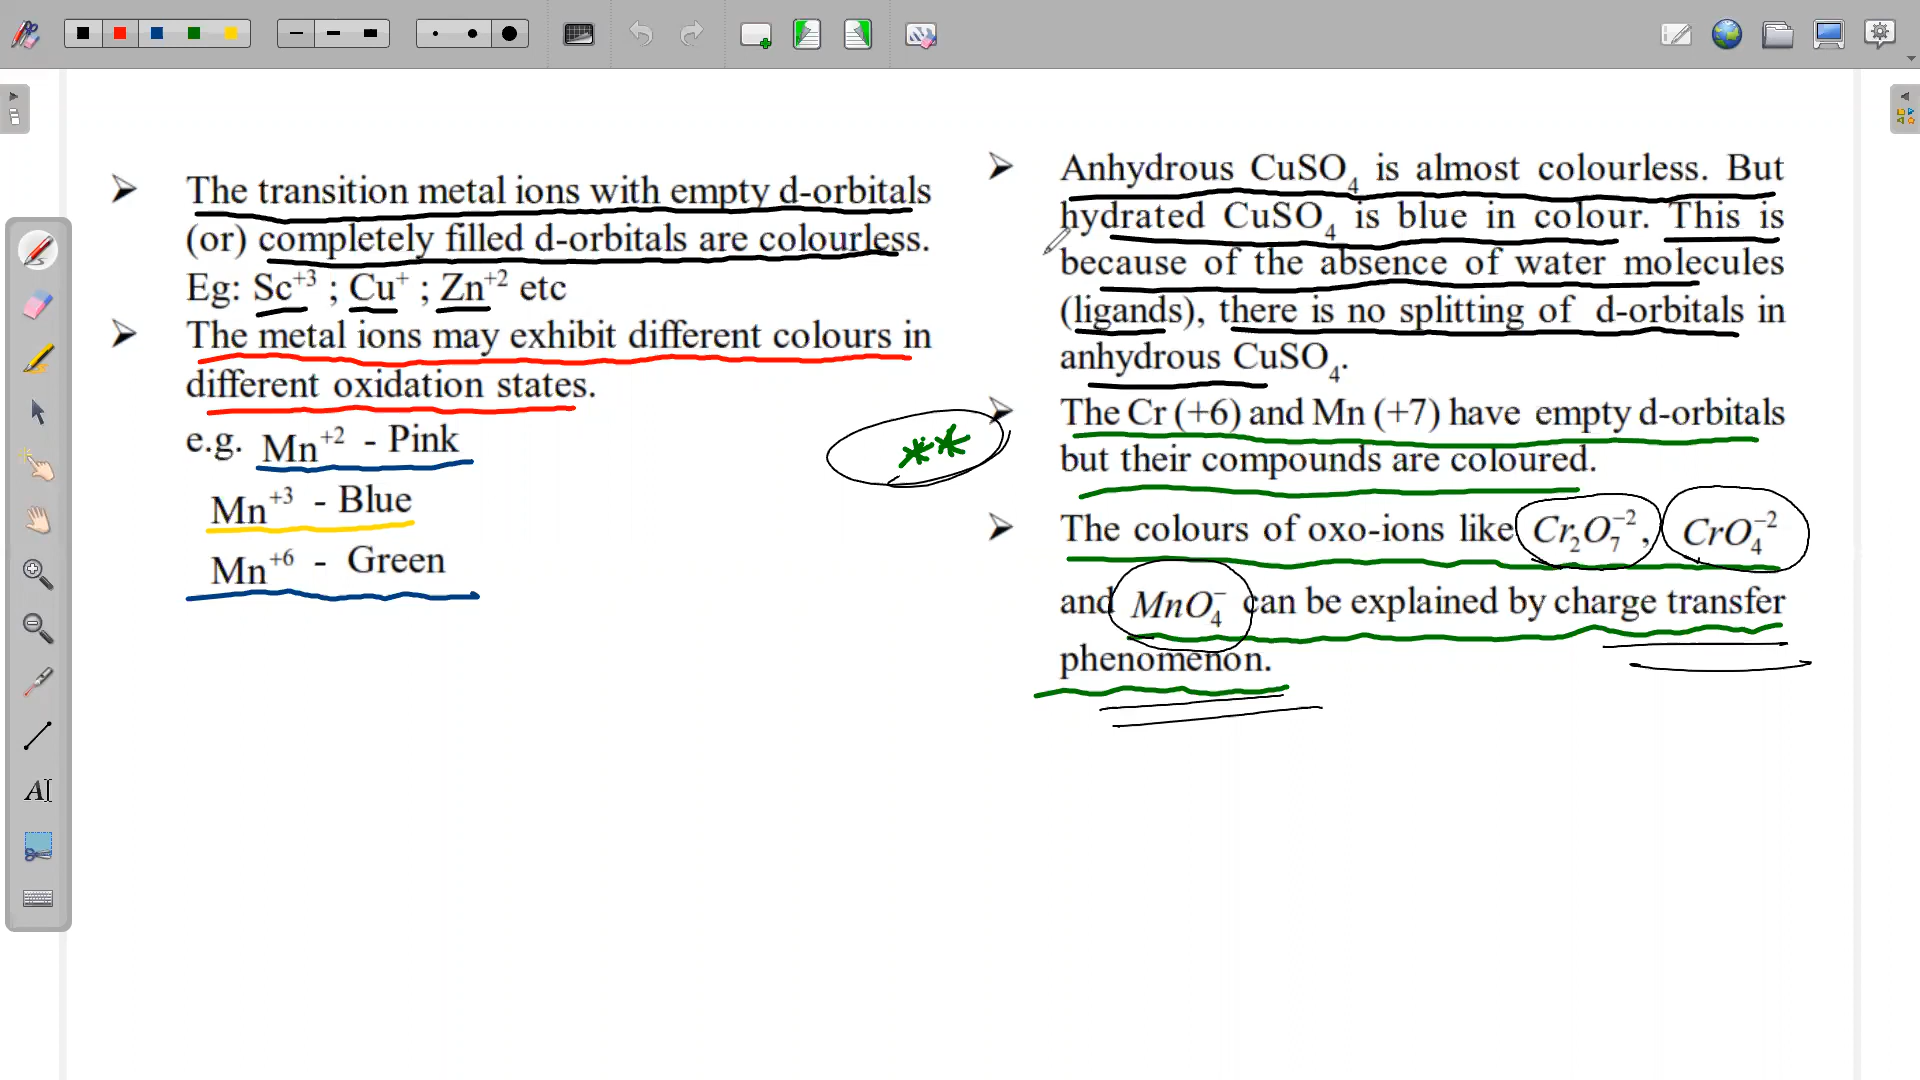 The transition metal ions with empty d-orbitals
(or) completely filled d-orbitals are colourless.
Eg: Sc⁺³ ; Cu⁺ ; Zn⁺² etc
The metal ions may exhibit different colours in
different oxidation states.
e.g. Mn⁺² - Pink
Mn⁺³ - Blue
Mn⁺⁶ - Green
Anhydrous CuSO₄ is almost colourless. But
hydrated CuSO₄ is blue in colour. This is
because of the absence of water molecules
(ligands), there is no splitting of d-orbitals in
anhydrous CuSO₄.
The Cr (+6) and Mn (+7) have empty d-orbitals
but their compounds are coloured.
The colours of oxo-ions like Cr₂O₇⁻², CrO₄⁻²
and MnO₄⁻ can be explained by charge transfer
phenomenon.